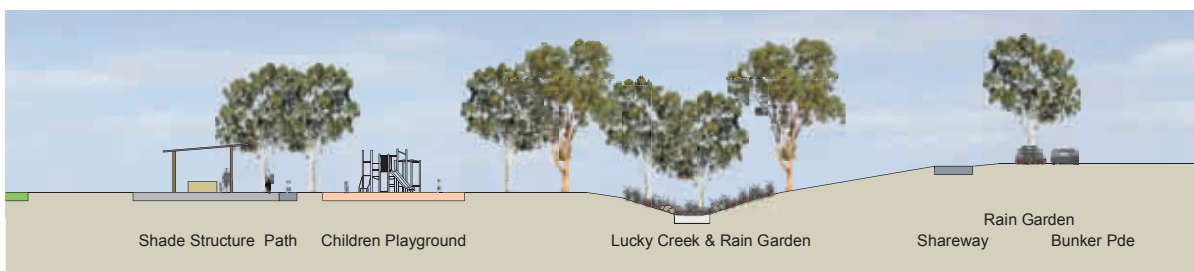 Rain Garden
Shade Structure Path Children Playground Lucky Creek & Rain Garden Shareway Bunker Pde